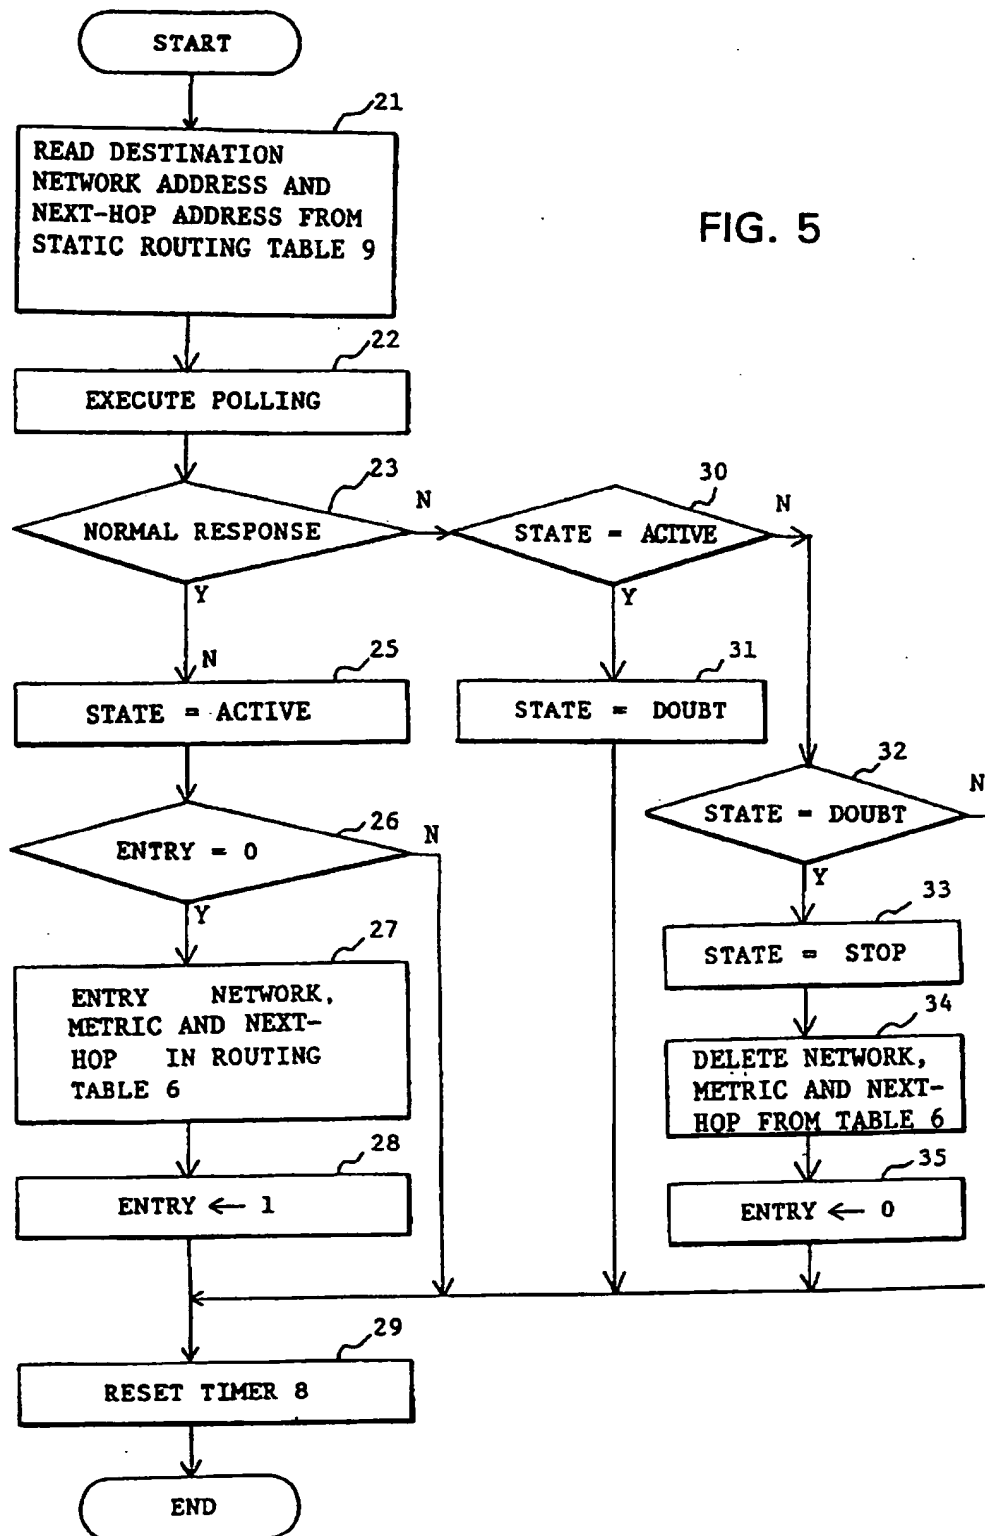 START
21
READ DESTINATION
NETWORK ADDRESS AND
NEXT-HOP ADDRESS FROM
STATIC ROUTING TABLE 9
FIG. 5
22
EXECUTE POLLING
23
NORMAL RESPONSE
N
Y
30
STATE = ACTIVE
N
Y
N
25
STATE = ACTIVE
31
STATE = DOUBT
32
STATE = DOUBT
N
Y
26
ENTRY = 0
N
Y
33
STATE = STOP
27
ENTRY NETWORK,
METRIC AND NEXT-
HOP IN ROUTING
TABLE 6
34
DELETE NETWORK,
METRIC AND NEXT-
HOP FROM TABLE 6
28
ENTRY ← 1
35
ENTRY ← 0
29
RESET TIMER 8
END